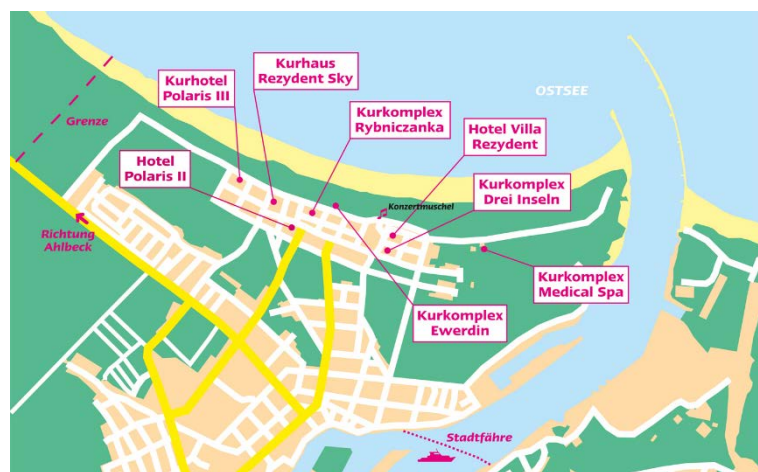 OSTSEE
Kurhaus
Rezydent Sky
Kurhotel
Polaris III
Kurkomplex
Rybniczanka
Grenze
Hotel Villa
Rezydent
Hotel
Polaris II
Kurkomplex
Drei Inseln
Konzertmuschel
Richtung
Ahlbeck
Kurkomplex
Medical Spa
Kurkomplex
Ewerdin
Stadtfähre